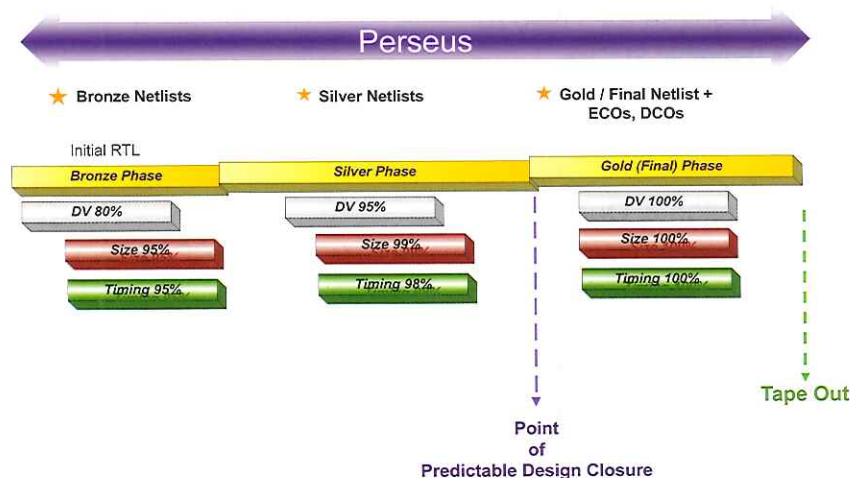 Perseus
Bronze Netlists
Silver Netlists
Gold / Final Netlist +
ECOs, DCOs
Initial RTL
Bronze Phase
Silver Phase
Gold (Final) Phase
DV 80%
DV 95%
DV 100%
Size 95%
Size 99%
Size 100%
Timing 95%
Timing 98%
Timing 100%
Tape Out
Point
of
Predictable Design Closure